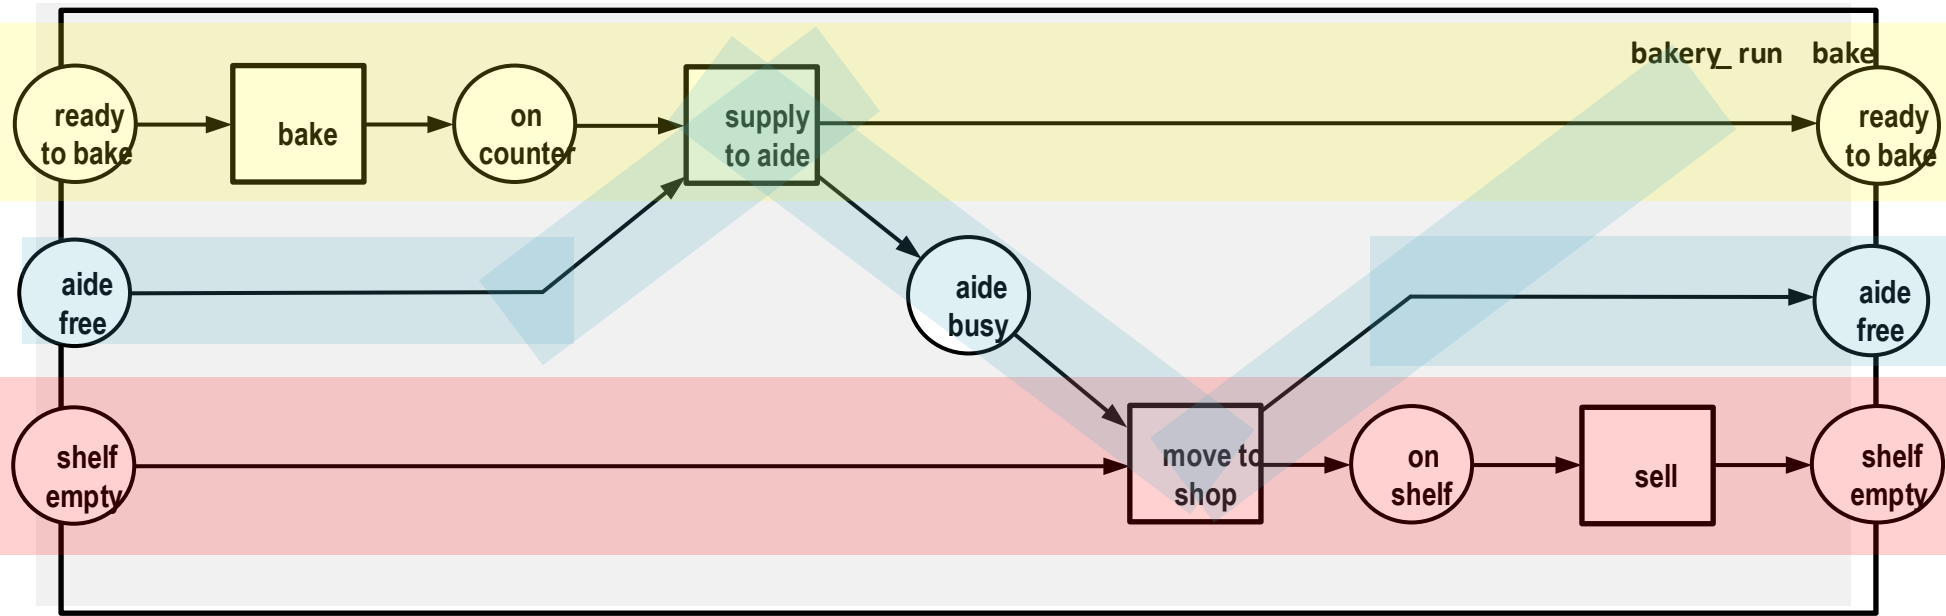 bakery_run bake
ready
to bake
bake
on
counter
supply
to aide
ready
to bake
aide
free
aide
busy
aide
free
shelf
empty
move to
shop
on
shelf
sell
shelf
empty